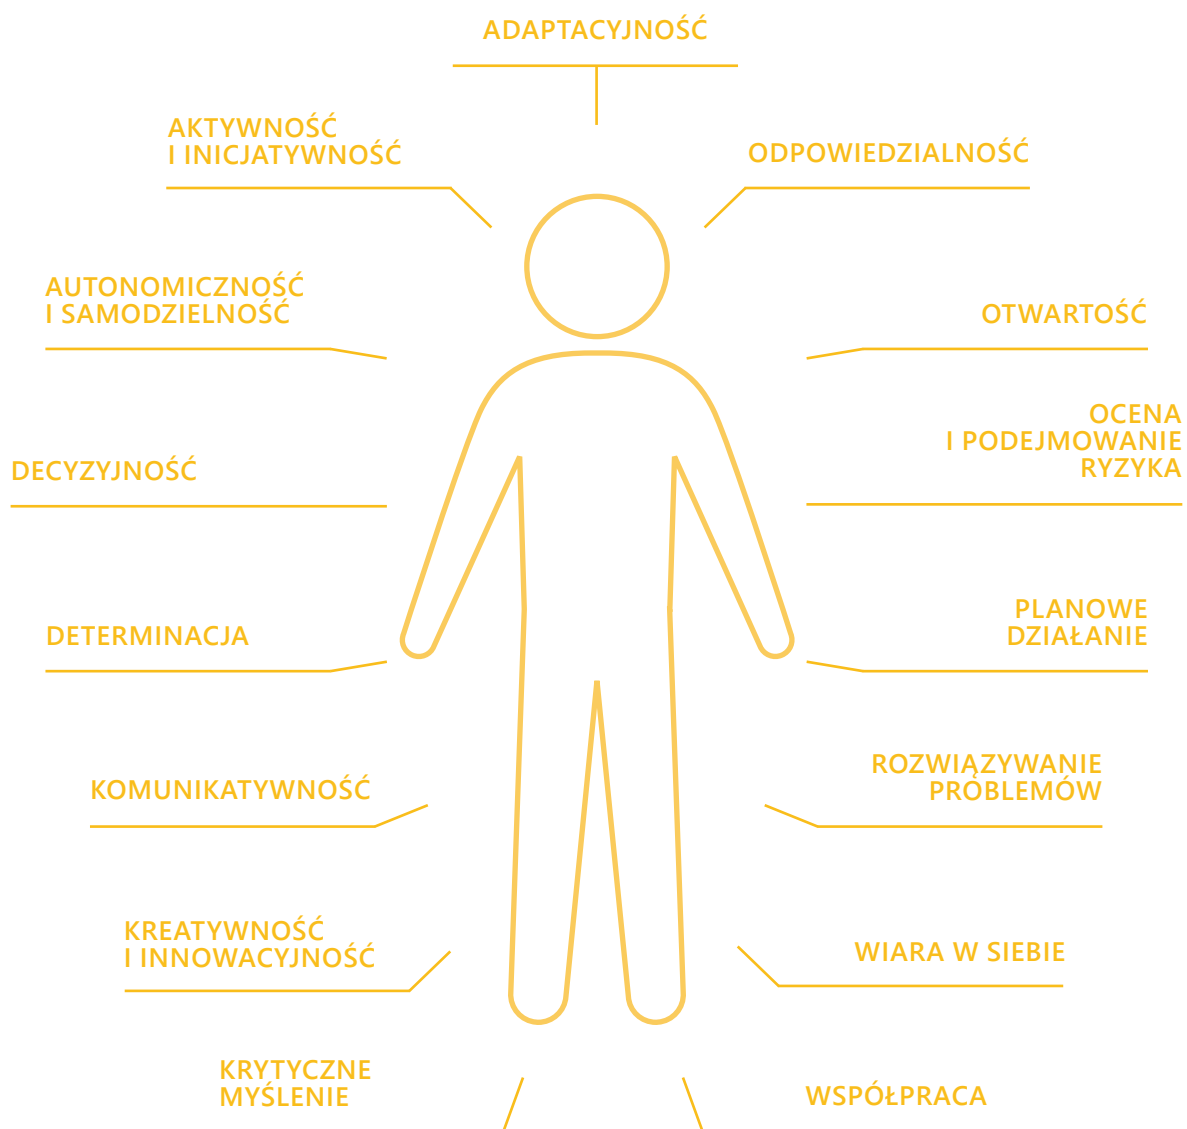 ADAPTACYJNOŚĆ
AKTYWNOŚĆ
I INICJATYWNOŚĆ
ODPOWIEDZIALNOŚĆ
AUTONOMICZNOŚĆ
I SAMODZIELNOŚĆ
OTWARTOŚĆ
OCENA
I PODEJMOWANIE
RYZYKA
DECYZYJNOŚĆ
DETERMINACJA
PLANOWE
DZIAŁANIE
KOMUNIKATYWNOŚĆ
ROZWIĄZYWANIE
PROBLEMÓW
KREATYWNOŚĆ
I INNOWACYJNOŚĆ
WIARA W SIEBIE
KRYTYCZNE
MYŚLENIE
WSPÓŁPRACA